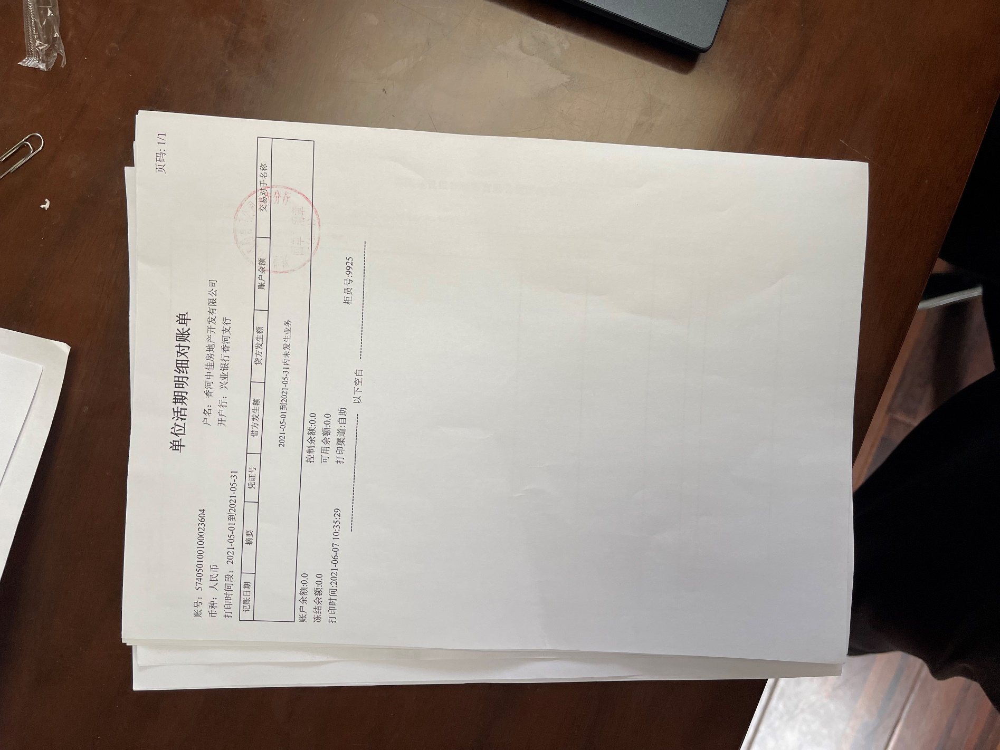 页码: 1/1
单位活期明细对账单
账号：574050100100023604 户名：香河中佳房地产开发有限公司
币种：人民币 开户行：兴业银行香河支行
打印时间段：2021-05-01到2021-05-31
记账日期 摘要 凭证号 借方发生额 贷方发生额 账户余额 交易对手名称
2021-05-01到2021-05-31内未发生业务
账户余额:0.0 控制余额:0.0
冻结余额:0.0 可用余额:0.0
打印时间:2021-06-07 10:35:29 打印渠道:自助 柜员号:9925
以下空白